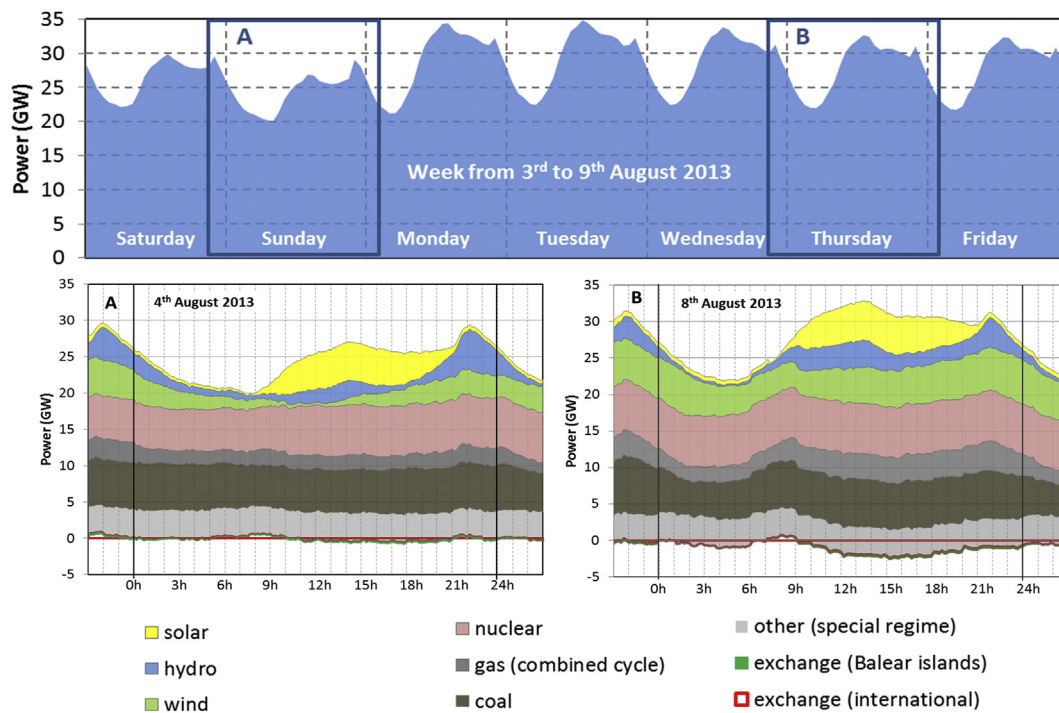 35
30
25
20
15
10
5
0
Power (GW)
A
B
Week from 3rd to 9th August 2013
Saturday Sunday Monday Tuesday Wednesday Thursday Friday
35
30
25
20
15
10
5
0
-5
Power (GW)
A 4th August 2013
0h 3h 6h 9h 12h 15h 18h 21h 24h
35
30
25
20
15
10
5
0
-5
Power (GW)
B 8th August 2013
0h 3h 6h 9h 12h 15h 18h 21h 24h
solar
hydro
wind
nuclear
gas (combined cycle)
coal
other (special regime)
exchange (Balear islands)
exchange (international)